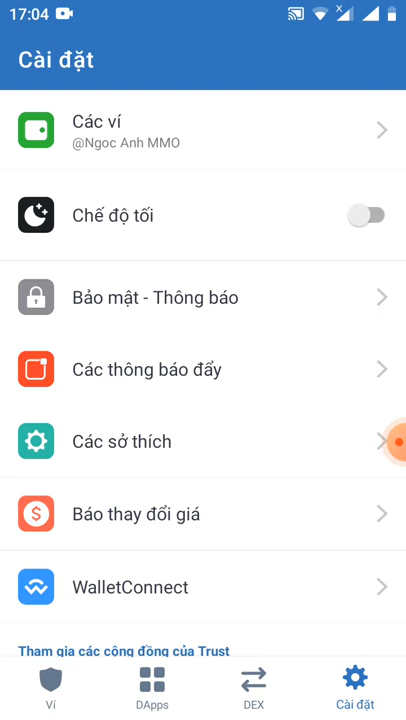 17:04
Cài đặt
Các ví
@Ngoc Anh MMO
Chế độ tối
Bảo mật - Thông báo
Các thông báo đẩy
Các sở thích
Báo thay đổi giá
WalletConnect
Tham gia các cộng đồng của Trust
Ví
DApps
DEX
Cài đặt